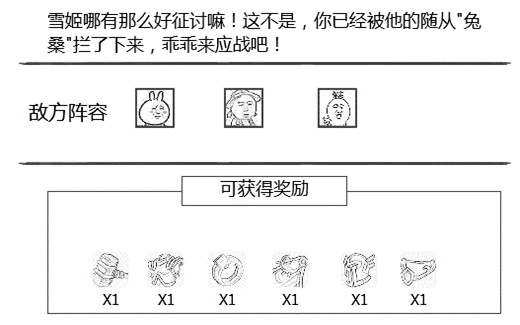 雪姬哪有那么好征讨嘛！这不是，你已经被他的随从"兔
桑"拦了下来，乖乖来应战吧！
敌方阵容
可获得奖励
X1 X1 X1 X1 X1 X1